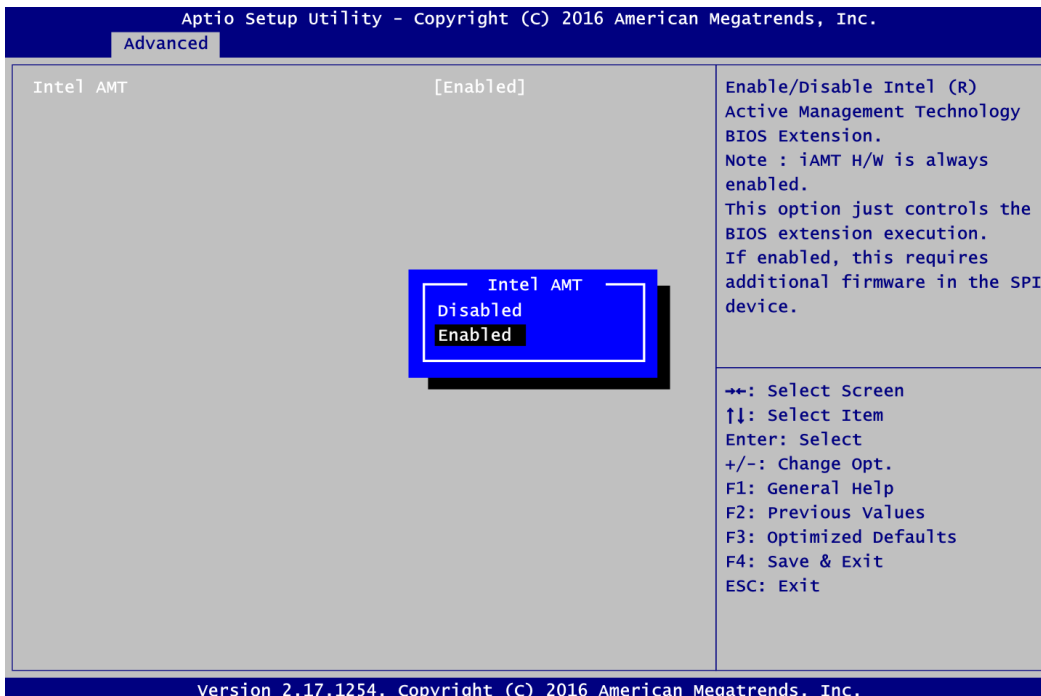 Aptio Setup Utility - Copyright (C) 2016 American Megatrends, Inc.
Advanced
Intel AMT [Enabled]
Enable/Disable Intel (R)
Active Management Technology
BIOS Extension.
Note : iAMT H/W is always
enabled.
This option just controls the
BIOS extension execution.
If enabled, this requires
additional firmware in the SPI
device.
Intel AMT
Disabled
Enabled
→←: Select Screen
↑↓: Select Item
Enter: Select
+/-: Change Opt.
F1: General Help
F2: Previous Values
F3: Optimized Defaults
F4: Save & Exit
ESC: Exit
Version 2.17.1254. Copyright (C) 2016 American Megatrends, Inc.